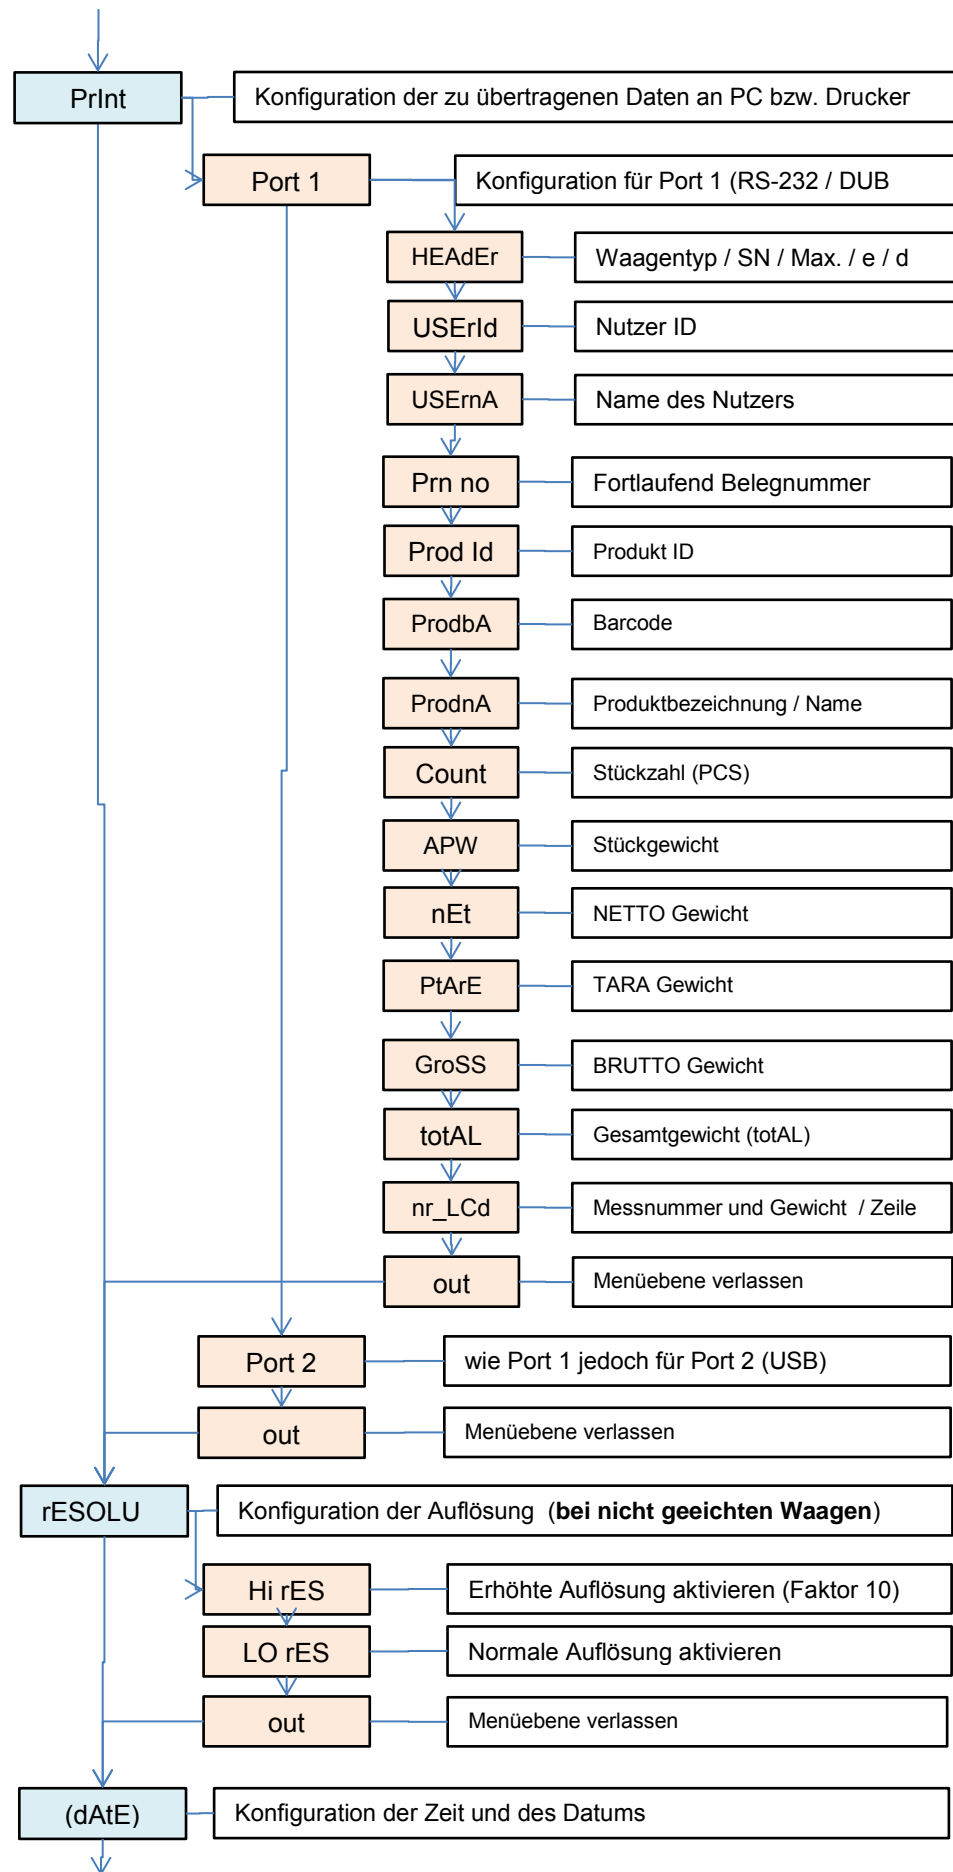 PrInt
Konfiguration der zu übertragenen Daten an PC bzw. Drucker
Port 1
Konfiguration für Port 1 (RS-232 / DUB
HEAdEr
Waagentyp / SN / Max. / e / d
USErId
Nutzer ID
USErnA
Name des Nutzers
Prn no
Fortlaufend Belegnummer
Prod Id
Produkt ID
ProdbA
Barcode
ProdnA
Produktbezeichnung / Name
Count
Stückzahl (PCS)
APW
Stückgewicht
nEt
NETTO Gewicht
PtArE
TARA Gewicht
GroSS
BRUTTO Gewicht
totAL
Gesamtgewicht (totAL)
nr_LCd
Messnummer und Gewicht / Zeile
out
Menüebene verlassen
Port 2
wie Port 1 jedoch für Port 2 (USB)
out
Menüebene verlassen
rESOLU
Konfiguration der Auflösung (bei nicht geeichten Waagen)
Hi rES
Erhöhte Auflösung aktivieren (Faktor 10)
LO rES
Normale Auflösung aktivieren
out
Menüebene verlassen
(dAtE)
Konfiguration der Zeit und des Datums